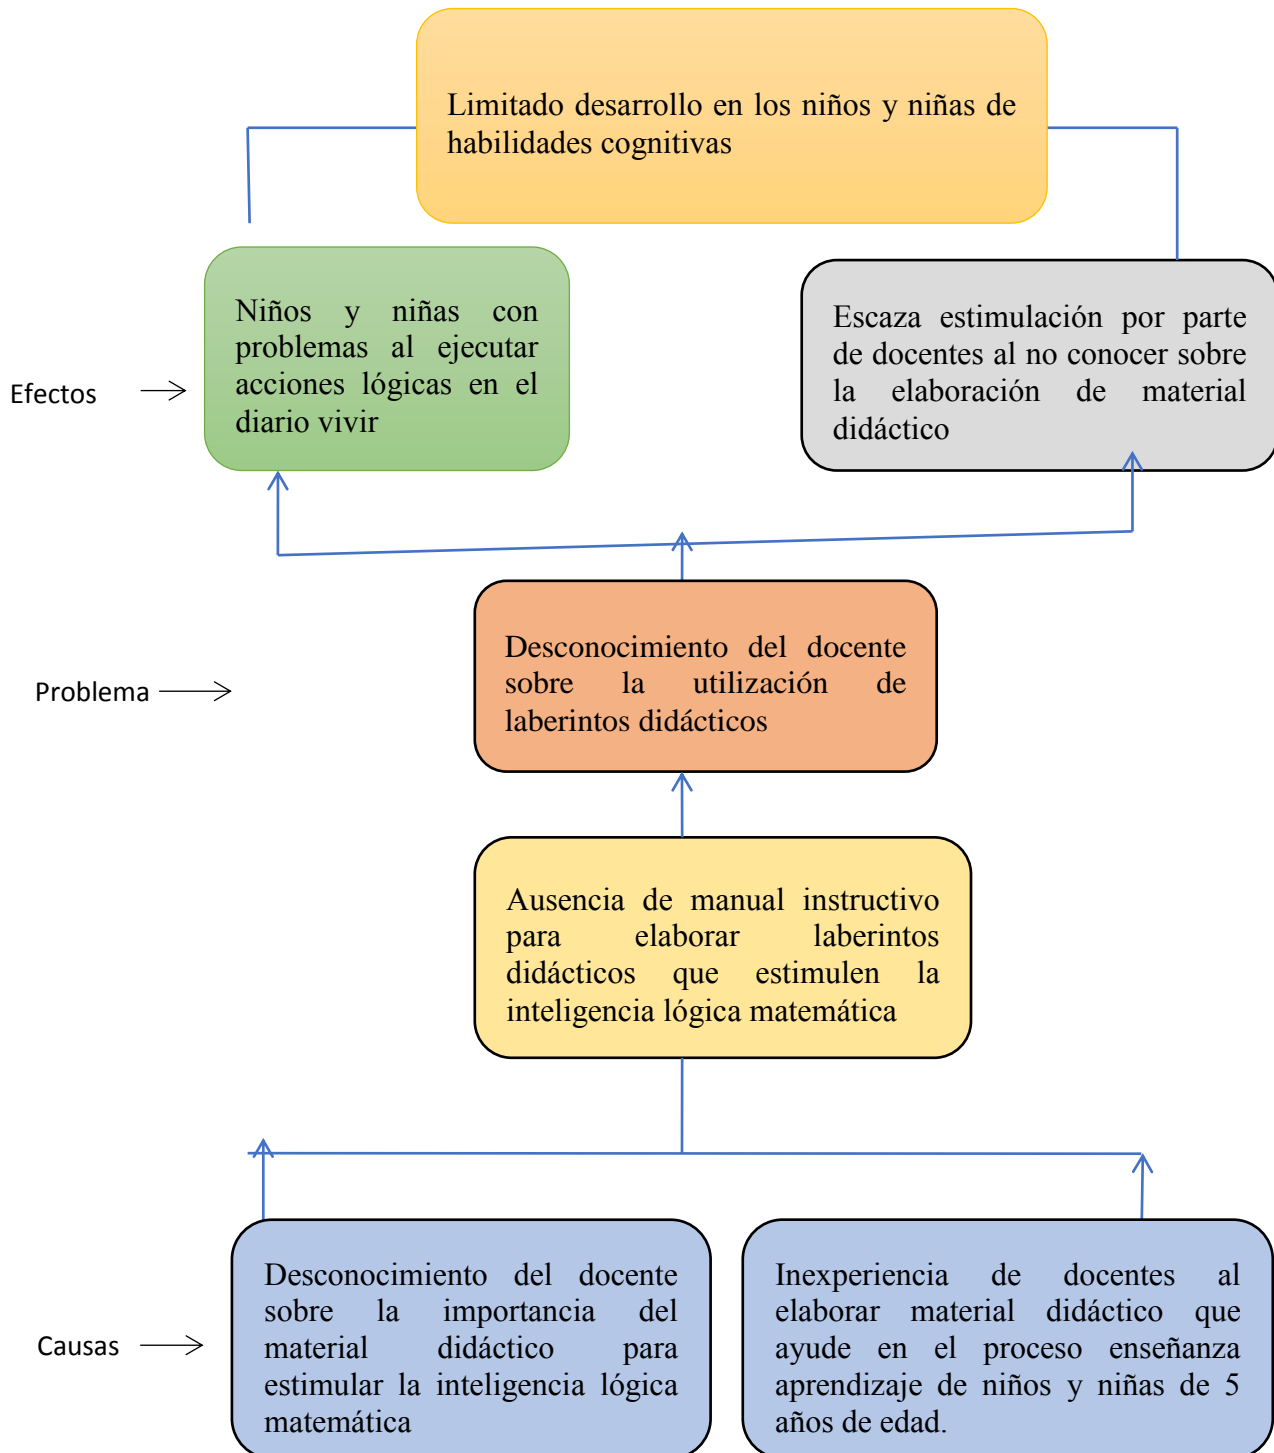 Limitado desarrollo en los niños y niñas de
habilidades cognitivas
Niños y niñas con
problemas al ejecutar
acciones lógicas en el
diario vivir
Escaza estimulación por parte
de docentes al no conocer sobre
la elaboración de material
didáctico
Efectos
Desconocimiento del docente
sobre la utilización de
laberintos didácticos
Problema
Ausencia de manual instructivo
para elaborar laberintos
didácticos que estimulen la
inteligencia lógica matemática
Desconocimiento del docente
sobre la importancia del
material didáctico para
estimular la inteligencia lógica
matemática
Inexperiencia de docentes al
elaborar material didáctico que
ayude en el proceso enseñanza
aprendizaje de niños y niñas de 5
años de edad.
Causas